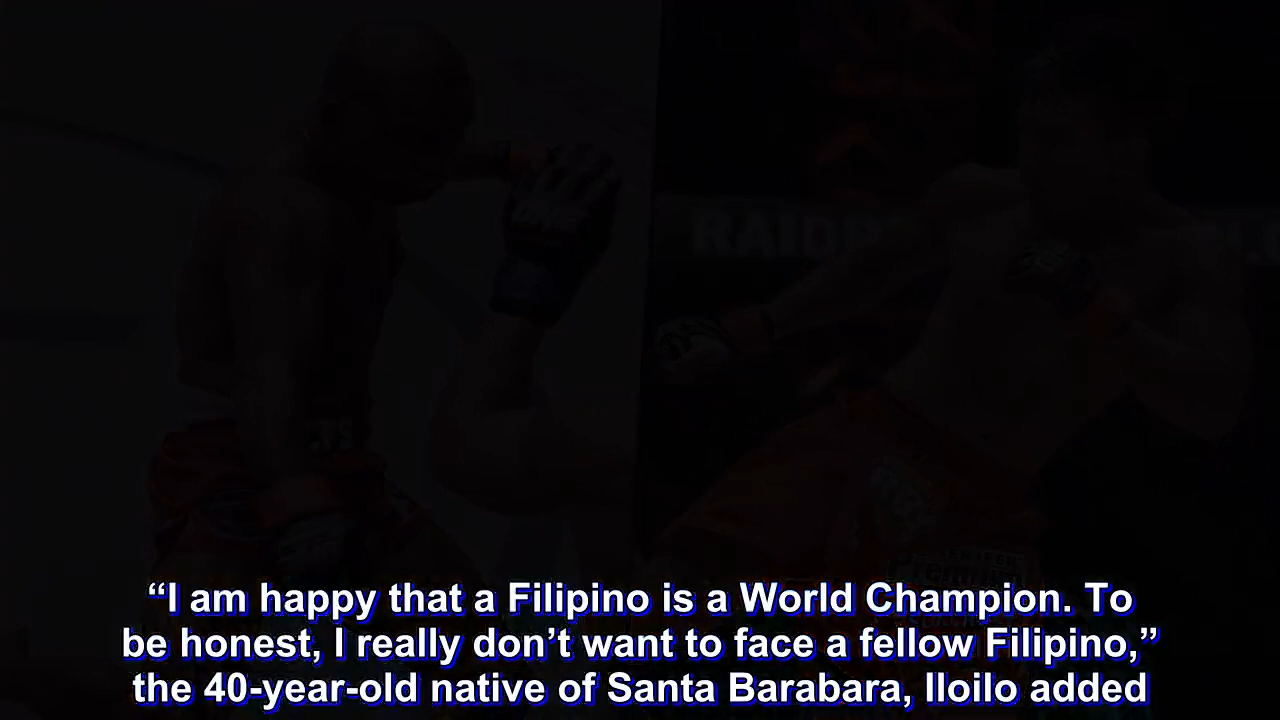 RAIDR
“I am happy that a Filipino is a World Champion. To
be honest, I really don’t want to face a fellow Filipino,”
the 40-year-old native of Santa Barabara, Iloilo added